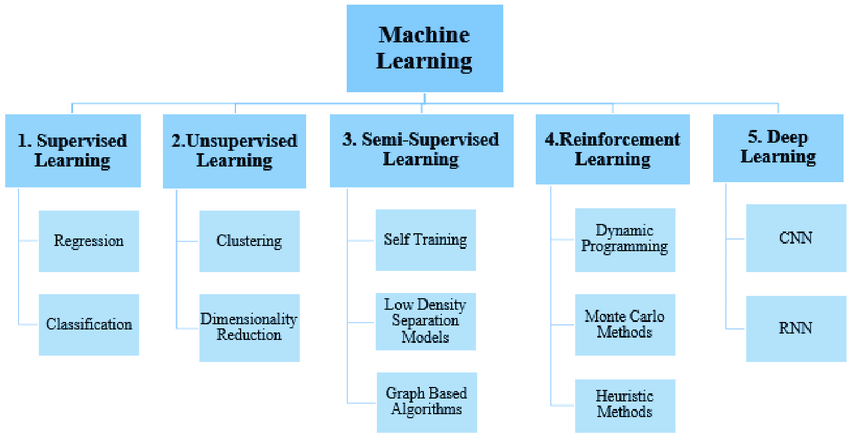 Machine
Learning
1. Supervised
Learning
2.Unsupervised
Learning
3. Semi-Supervised
Learning
4.Reinforcement
Learning
5. Deep
Learning
Regression
Classification
Clustering
Dimensionality
Reduction
Self Training
Low Density
Separation
Models
Graph Based
Algorithms
Dynamic
Programming
Monte Carlo
Methods
Heuristic
Methods
CNN
RNN